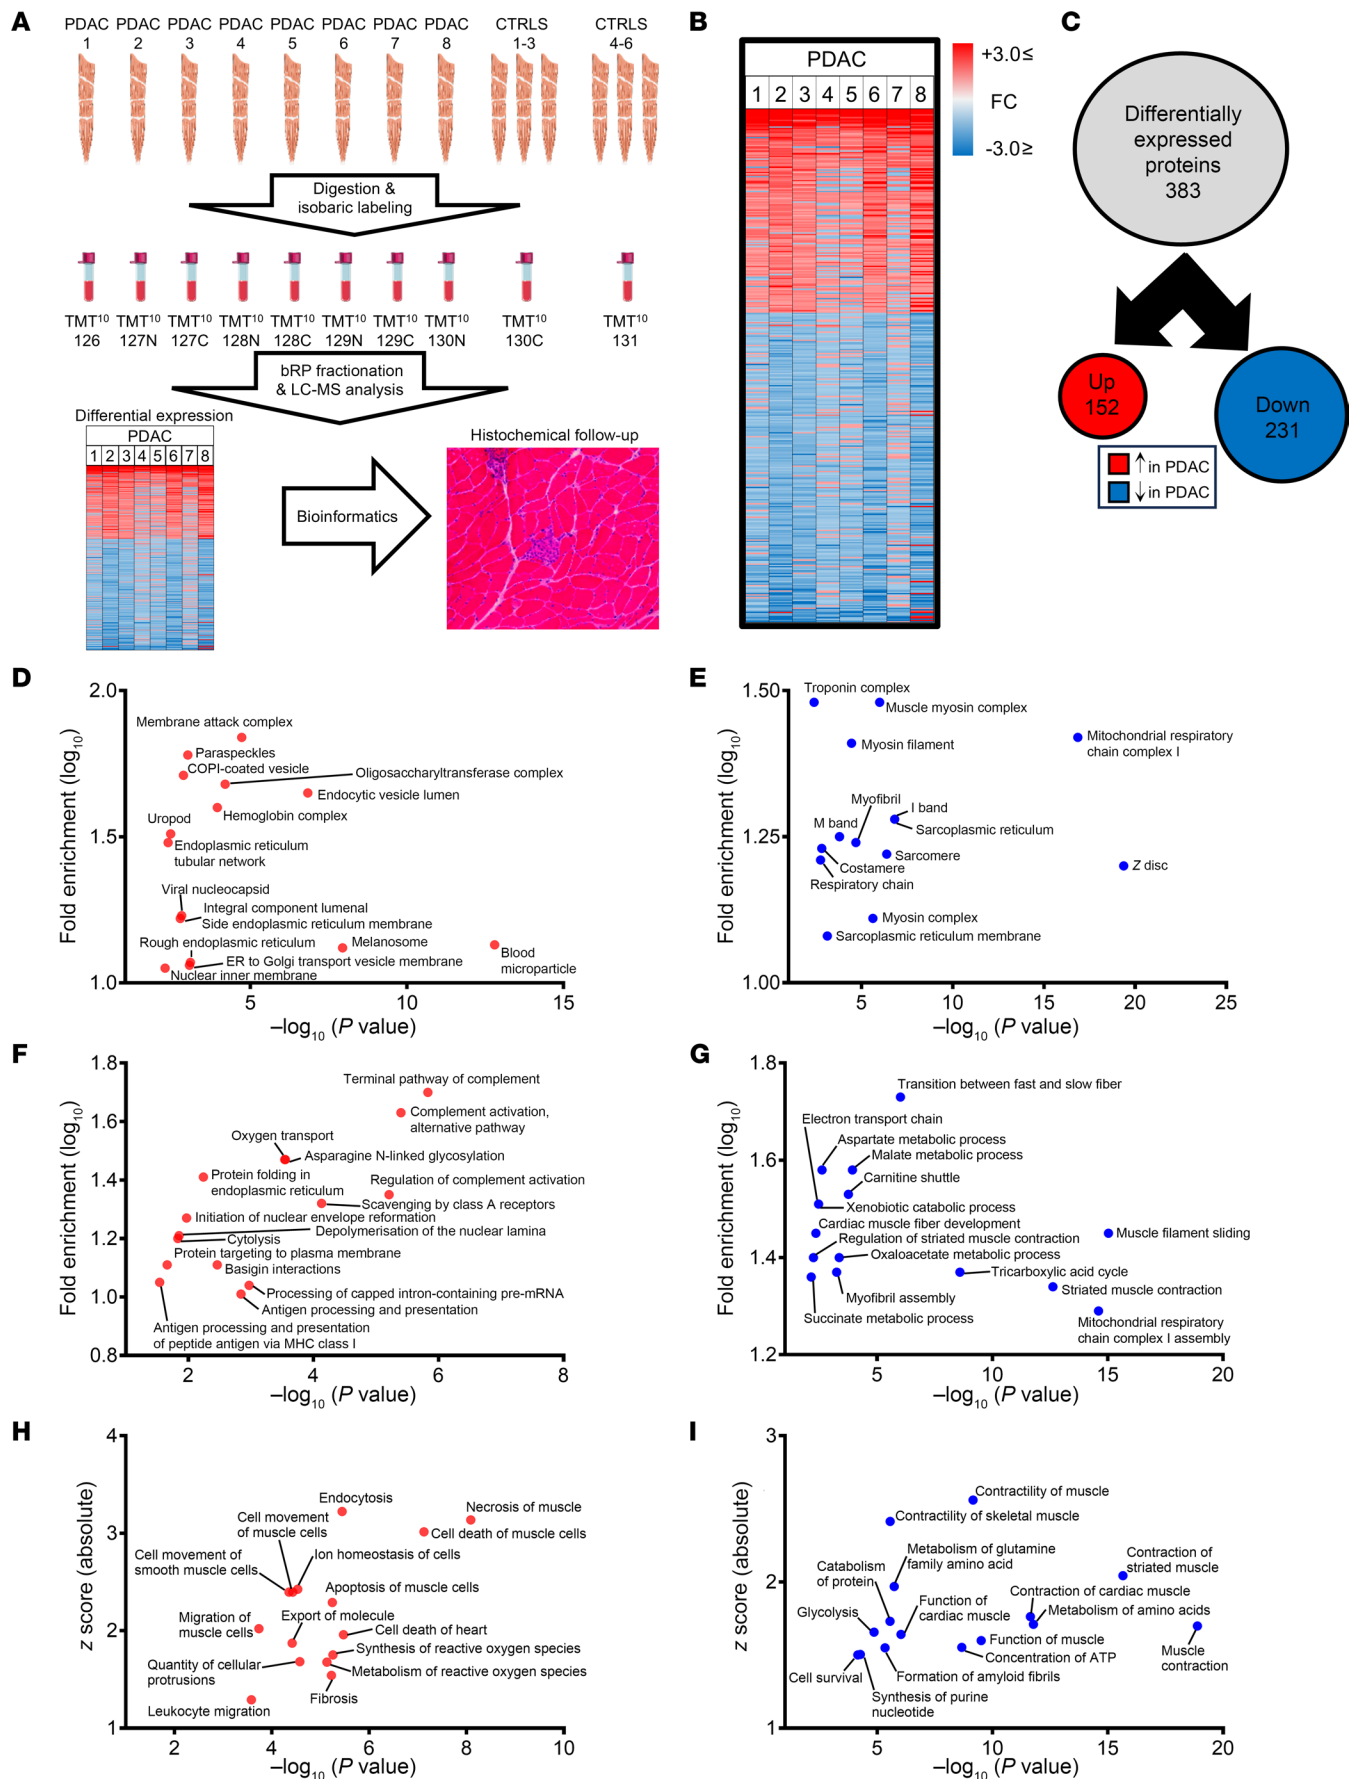 A
PDAC PDAC PDAC PDAC PDAC PDAC PDAC PDAC CTRLS CTRLS
1 2 3 4 5 6 7 8 1-3 4-6
Digestion &
isobaric labeling
TMT¹⁰ TMT¹⁰ TMT¹⁰ TMT¹⁰ TMT¹⁰ TMT¹⁰ TMT¹⁰ TMT¹⁰ TMT¹⁰ TMT¹⁰
126 127N 127C 128N 128C 129N 129C 130N 130C 131
bRP fractionation
& LC-MS analysis
Differential expression
PDAC
1 2 3 4 5 6 7 8
Bioinformatics
Histochemical follow-up
B
PDAC
1 2 3 4 5 6 7 8
+3.0≤
FC
-3.0≥
C
Differentially
expressed
proteins
383
Up
152
Down
231
↑ in PDAC
↓ in PDAC
D
Fold enrichment (log₁₀)
2.0
1.5
1.0
Membrane attack complex
Paraspeckles
COPI-coated vesicle
Oligosaccharyltransferase complex
Endocytic vesicle lumen
Hemoglobin complex
Uropod
Endoplasmic reticulum
tubular network
Viral nucleocapsid
Integral component lumenal
Side endoplasmic reticulum membrane
Rough endoplasmic reticulum
Melanosome
Blood
microparticle
ER to Golgi transport vesicle membrane
Nuclear inner membrane
5 10 15
–log₁₀ (P value)
E
Fold enrichment (log₁₀)
1.50
1.25
1.00
Troponin complex
Muscle myosin complex
Myosin filament
Mitochondrial respiratory
chain complex I
Myofibril
I band
M band
Sarcoplasmic reticulum
Sarcomere
Costamere
Respiratory chain
Z disc
Myosin complex
Sarcoplasmic reticulum membrane
5 10 15 20 25
–log₁₀ (P value)
F
Fold enrichment (log₁₀)
1.8
1.6
1.4
1.2
1.0
0.8
Terminal pathway of complement
Complement activation,
alternative pathway
Oxygen transport
Asparagine N-linked glycosylation
Protein folding in
endoplasmic reticulum
Regulation of complement activation
Scavenging by class A receptors
Initiation of nuclear envelope reformation
Depolymerisation of the nuclear lamina
Cytolysis
Protein targeting to plasma membrane
Basigin interactions
Processing of capped intron-containing pre-mRNA
Antigen processing and presentation
Antigen processing and presentation
of peptide antigen via MHC class I
2 4 6 8
–log₁₀ (P value)
G
Fold enrichment (log₁₀)
1.8
1.6
1.4
1.2
Transition between fast and slow fiber
Electron transport chain
Aspartate metabolic process
Malate metabolic process
Carnitine shuttle
Xenobiotic catabolic process
Cardiac muscle fiber development
Regulation of striated muscle contraction
Muscle filament sliding
Oxaloacetate metabolic process
Tricarboxylic acid cycle
Striated muscle contraction
Myofibril assembly
Succinate metabolic process
Mitochondrial respiratory
chain complex I assembly
5 10 15 20
–log₁₀ (P value)
H
z score (absolute)
4
3
2
1
Endocytosis
Necrosis of muscle
Cell movement
of muscle cells
Cell death of muscle cells
Cell movement of
smooth muscle cells
Ion homeostasis of cells
Apoptosis of muscle cells
Migration of
muscle cells
Export of molecule
Cell death of heart
Synthesis of reactive oxygen species
Quantity of cellular
protrusions
Metabolism of reactive oxygen species
Fibrosis
Leukocyte migration
2 4 6 8 10
–log₁₀ (P value)
I
z score (absolute)
3
2
1
Contractility of muscle
Contractility of skeletal muscle
Metabolism of glutamine
family amino acid
Catabolism
of protein
Contraction of
striated muscle
Contraction of cardiac muscle
Function of
cardiac muscle
Metabolism of amino acids
Glycolysis
Function of muscle
Concentration of ATP
Muscle
contraction
Cell survival
Formation of amyloid fibrils
Synthesis of purine
nucleotide
5 10 15 20
–log₁₀ (P value)